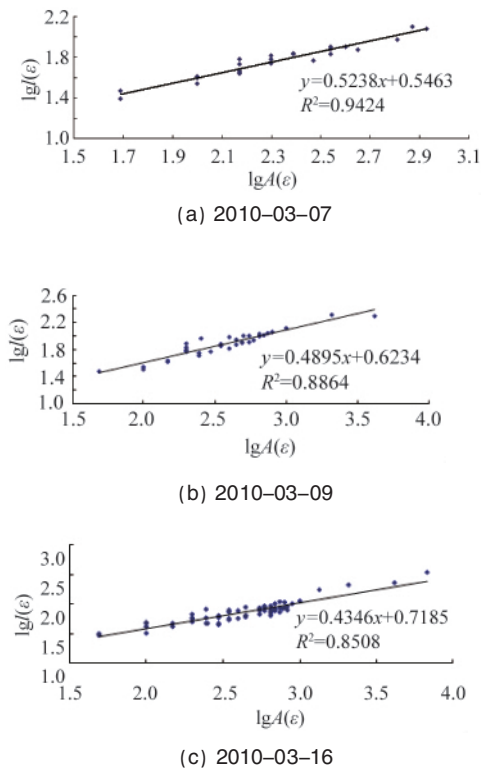 2.2
1.8
1.4
1.0
lgl(ε)
y=0.5238x+0.5463
R²=0.9424
1.5 1.7 1.9 2.1 2.3 2.5 2.7 2.9 3.1
lgA(ε)
(a) 2010–03–07
2.6
2.2
1.8
1.4
1.0
lgl(ε)
y=0.4895x+0.6234
R²=0.8864
1.5 2.0 2.5 3.0 3.5 4.0
lgA(ε)
(b) 2010–03–09
3.0
2.5
2.0
1.5
1.0
lgl(ε)
y=0.4346x+0.7185
R²=0.8508
1.5 2.0 2.5 3.0 3.5 4.0
lgA(ε)
(c) 2010–03–16